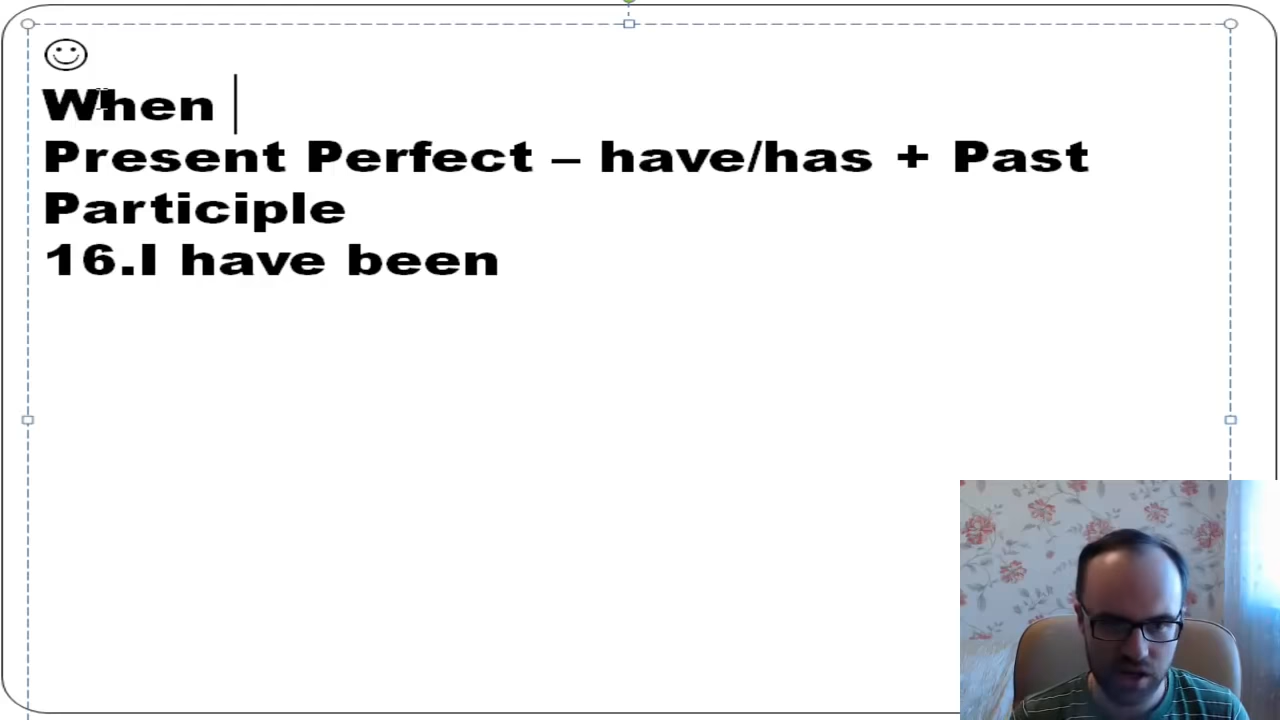 When
Present Perfect – have/has + Past
Participle
16.I have been